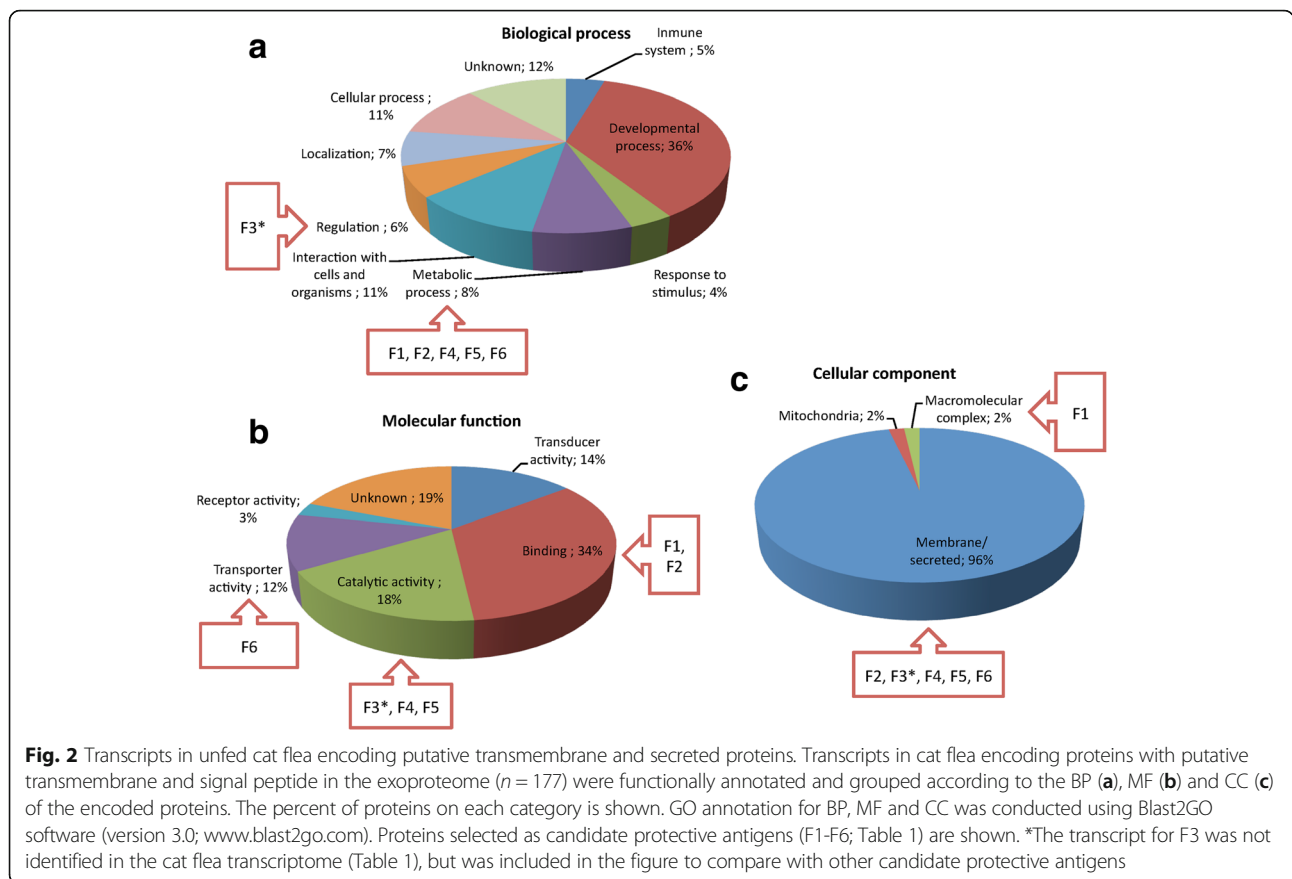 a
Biological process
Inmune
system ; 5%
Unknown; 12%
Cellular process ;
11%
Developmental
process; 36%
Localization; 7%
F3*
Regulation ; 6%
Interaction with
cells and
organisms ; 11%
Metabolic
process ; 8%
Response to
stimulus; 4%
F1, F2, F4, F5, F6
b
Molecular function
Transducer
activity; 14%
Receptor activity;
3%
Unknown ; 19%
Binding ; 34%
F1,
F2
Transporter
activity; 12%
Catalytic activity ;
18%
F6
F3*, F4, F5
c
Cellular component
Mitochondria; 2%
Macromolecular
complex; 2%
F1
Membrane/
secreted; 96%
F2, F3*, F4, F5, F6
Fig. 2 Transcripts in unfed cat flea encoding putative transmembrane and secreted proteins. Transcripts in cat flea encoding proteins with putative
transmembrane and signal peptide in the exoproteome (n = 177) were functionally annotated and grouped according to the BP (a), MF (b) and CC (c)
of the encoded proteins. The percent of proteins on each category is shown. GO annotation for BP, MF and CC was conducted using Blast2GO
software (version 3.0; www.blast2go.com). Proteins selected as candidate protective antigens (F1-F6; Table 1) are shown. *The transcript for F3 was not
identified in the cat flea transcriptome (Table 1), but was included in the figure to compare with other candidate protective antigens